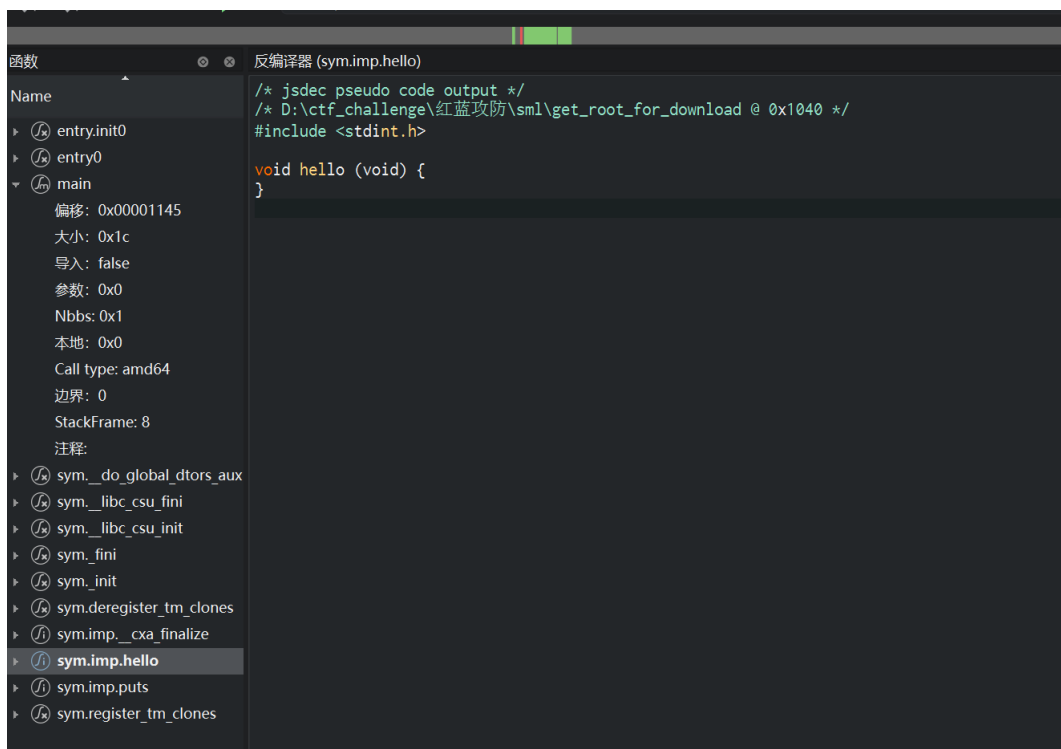 函数
Name
entry.init0
entry0
main
偏移: 0x00001145
大小: 0x1c
导入: false
参数: 0x0
Nbbs: 0x1
本地: 0x0
Call type: amd64
边界: 0
StackFrame: 8
注释:
sym.__do_global_dtors_aux
sym.__libc_csu_fini
sym.__libc_csu_init
sym._fini
sym._init
sym.deregister_tm_clones
sym.imp.__cxa_finalize
sym.imp.hello
sym.imp.puts
sym.register_tm_clones
反编译器 (sym.imp.hello)
/* jsdec pseudo code output */
/* D:\ctf_challenge\红蓝攻防\sml\get_root_for_download @ 0x1040 */
#include <stdint.h>
void hello (void) {
}